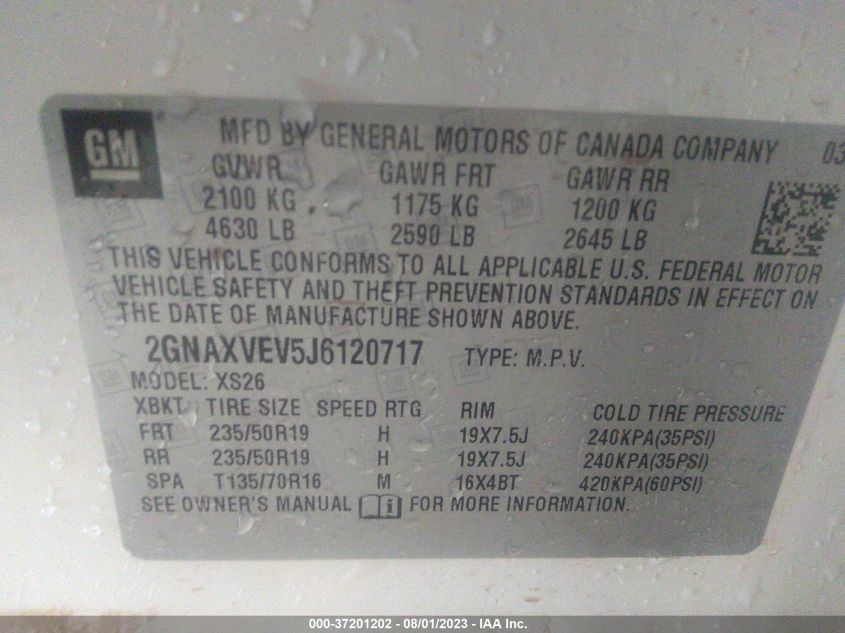 GM
MFD BY GENERAL MOTORS OF CANADA COMPANY 03
GVWR GAWR FRT GAWR RR
2100 KG 1175 KG 1200 KG
4630 LB 2590 LB 2645 LB
THIS VEHICLE CONFORMS TO ALL APPLICABLE U.S. FEDERAL MOTOR
VEHICLE SAFETY AND THEFT PREVENTION STANDARDS IN EFFECT ON
THE DATE OF MANUFACTURE SHOWN ABOVE.
2GNAXVEV5J6120717 TYPE: M.P.V.
MODEL: XS26
XBKT TIRE SIZE SPEED RTG RIM COLD TIRE PRESSURE
FRT 235/50R19 H 19X7.5J 240KPA(35PSI)
RR 235/50R19 H 19X7.5J 240KPA(35PSI)
SPA T135/70R16 M 16X4BT 420KPA(60PSI)
SEE OWNER'S MANUAL FOR MORE INFORMATION.
000-37201202 - 08/01/2023 - IAA Inc.